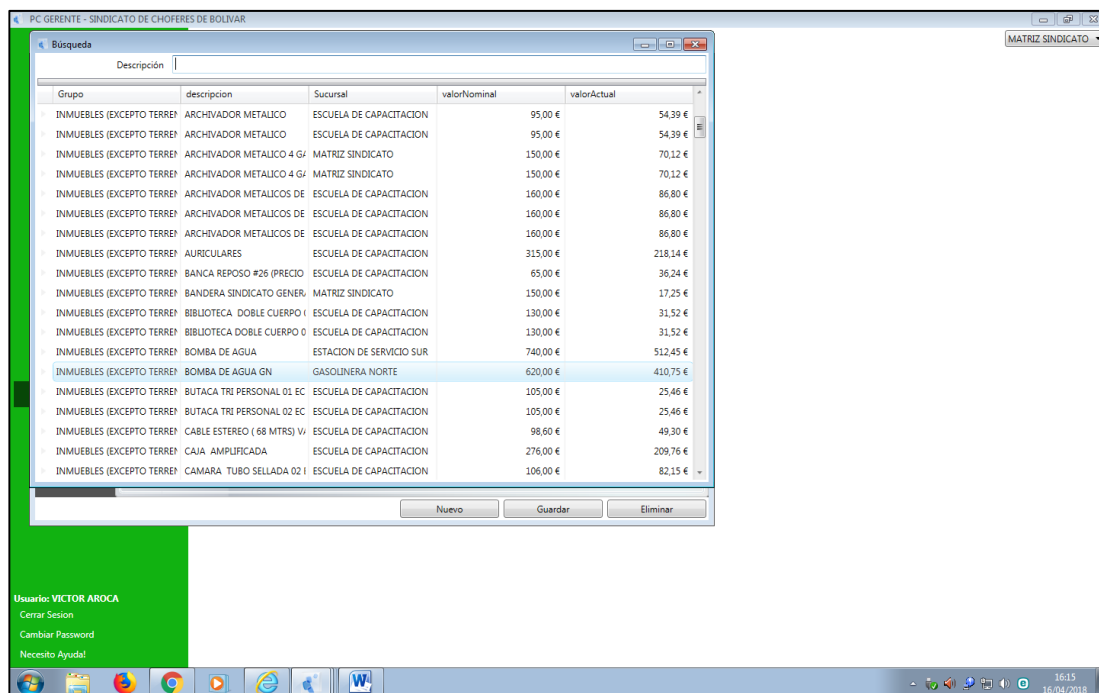 PC GERENTE - SINDICATO DE CHOFERES DE BOLIVAR
MATRIZ SINDICATO
Búsqueda
Descripción
Grupo descripcion Sucursal valorNominal valorActual
INMUEBLES (EXCEPTO TERREN ARCHIVADOR METALICO ESCUELA DE CAPACITACION 95,00 € 54,39 €
INMUEBLES (EXCEPTO TERREN ARCHIVADOR METALICO ESCUELA DE CAPACITACION 95,00 € 54,39 €
INMUEBLES (EXCEPTO TERREN ARCHIVADOR METALICO 4 GA MATRIZ SINDICATO 150,00 € 70,12 €
INMUEBLES (EXCEPTO TERREN ARCHIVADOR METALICO 4 GA MATRIZ SINDICATO 150,00 € 70,12 €
INMUEBLES (EXCEPTO TERREN ARCHIVADOR METALICOS DE ESCUELA DE CAPACITACION 160,00 € 86,80 €
INMUEBLES (EXCEPTO TERREN ARCHIVADOR METALICOS DE ESCUELA DE CAPACITACION 160,00 € 86,80 €
INMUEBLES (EXCEPTO TERREN ARCHIVADOR METALICOS DE ESCUELA DE CAPACITACION 160,00 € 86,80 €
INMUEBLES (EXCEPTO TERREN AURICULARES ESCUELA DE CAPACITACION 315,00 € 218,14 €
INMUEBLES (EXCEPTO TERREN BANCA REPOSO #26 (PRECIO ESCUELA DE CAPACITACION 65,00 € 36,24 €
INMUEBLES (EXCEPTO TERREN BANDERA SINDICATO GENERA MATRIZ SINDICATO 150,00 € 17,25 €
INMUEBLES (EXCEPTO TERREN BIBLIOTECA DOBLE CUERPO ( ESCUELA DE CAPACITACION 130,00 € 31,52 €
INMUEBLES (EXCEPTO TERREN BIBLIOTECA DOBLE CUERPO 0 ESCUELA DE CAPACITACION 130,00 € 31,52 €
INMUEBLES (EXCEPTO TERREN BOMBA DE AGUA ESTACION DE SERVICIO SUR 740,00 € 512,45 €
INMUEBLES (EXCEPTO TERREN BOMBA DE AGUA GN GASOLINERA NORTE 620,00 € 410,75 €
INMUEBLES (EXCEPTO TERREN BUTACA TRI PERSONAL 01 EC ESCUELA DE CAPACITACION 105,00 € 25,46 €
INMUEBLES (EXCEPTO TERREN BUTACA TRI PERSONAL 02 EC ESCUELA DE CAPACITACION 105,00 € 25,46 €
INMUEBLES (EXCEPTO TERREN CABLE ESTEREO ( 68 MTRS) VA ESCUELA DE CAPACITACION 98,60 € 49,30 €
INMUEBLES (EXCEPTO TERREN CAJA AMPLIFICADA ESCUELA DE CAPACITACION 276,00 € 209,76 €
INMUEBLES (EXCEPTO TERREN CAMARA TUBO SELLADA 02 ESCUELA DE CAPACITACION 106,00 € 82,15 €
Nuevo Guardar Eliminar
Usuario: VICTOR AROCA
Cerrar Sesion
Cambiar Password
Necesito Ayuda!
16:15
16/04/2018